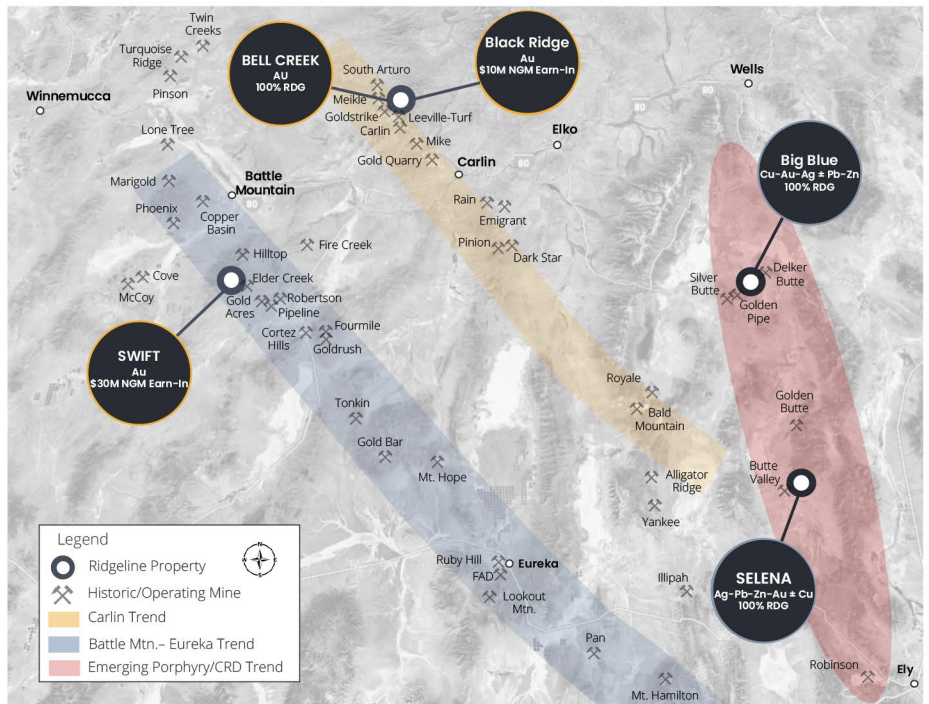 Twin
Creeks
Turquoise
Ridge
Pinson
Winnemucca
Lone Tree
BELL CREEK
AU
100% RDG
Black Ridge
Au
$10M NGM Earn-In
South Arturo
Meikle
Goldstrike
Leeville-Turf
Carlin
Mike
Gold Quarry
Carlin
Elko
80
80
80
80
Wells
Big Blue
Cu-Au-Ag ± Pb-Zn
100% RDG
Marigold
Battle
Mountain
Phoenix
Copper
Basin
Rain
Emigrant
Pinion
Dark Star
Hilltop
Fire Creek
Cove
McCoy
Elder Creek
Gold
Acres
Robertson
Pipeline
Cortez
Hills
Fourmile
Goldrush
SWIFT
Au
$30M NGM Earn-In
Silver
Butte
Delker
Butte
Golden
Pipe
Royale
Bald
Mountain
Golden
Butte
Tonkin
Gold Bar
Mt. Hope
Alligator
Ridge
Yankee
Butte
Valley
Ruby Hill
Eureka
FAD
Lookout
Mtn.
Illipah
SELENA
Ag-Pb-Zn-Au ± Cu
100% RDG
Pan
Mt. Hamilton
Robinson
Ely
Legend
N
E
S
W
Ridgeline Property
Historic/Operating Mine
Carlin Trend
Battle Mtn.– Eureka Trend
Emerging Porphyry/CRD Trend